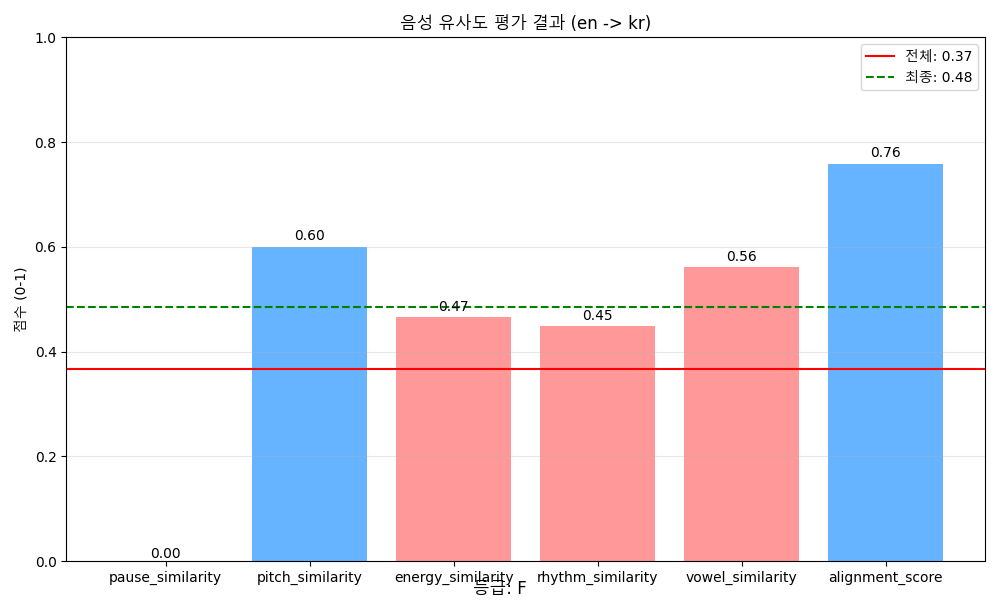 음성 유사도 평가 결과 (en -> kr)
전체: 0.37
최종: 0.48
점수 (0-1)
1.0
0.8
0.6
0.4
0.2
0.0
0.00
0.60
0.47
0.45
0.56
0.76
pause_similarity
pitch_similarity
energy_similarity
rhythm_similarity
vowel_similarity
alignment_score
등급: F